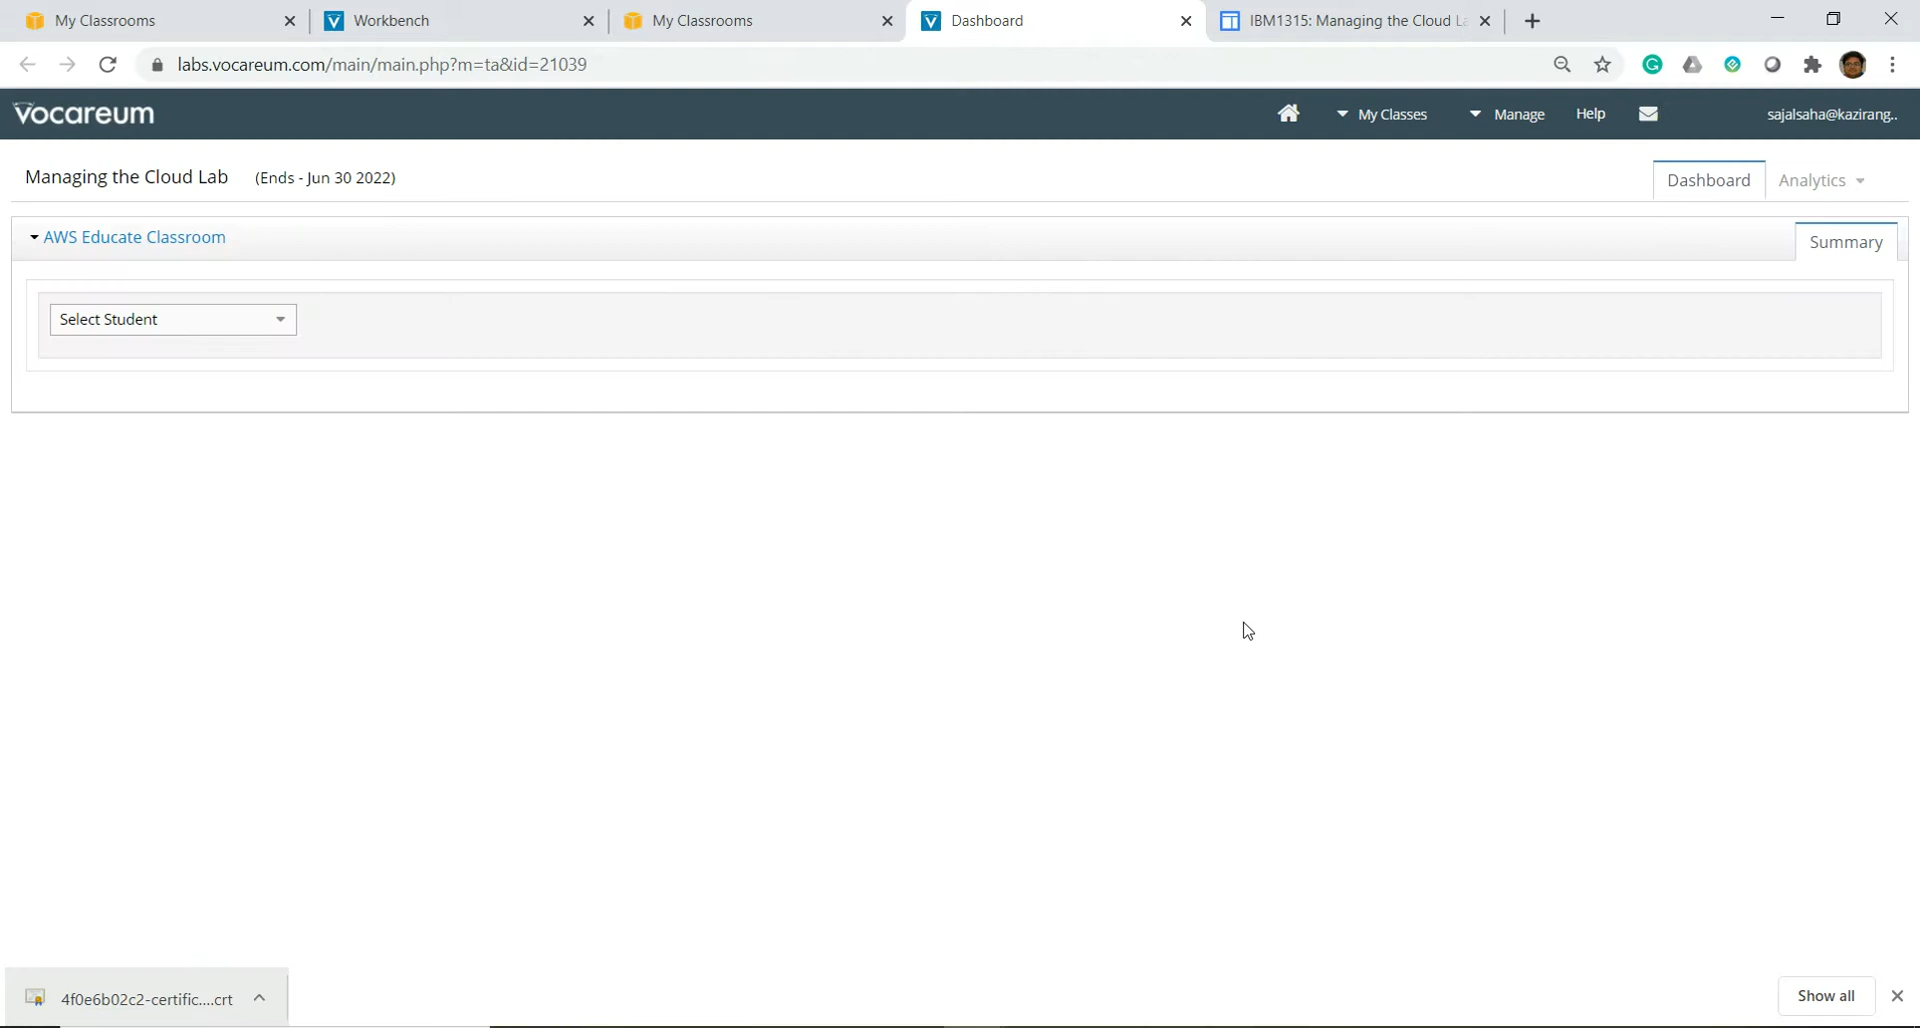 My Classrooms
Workbench
My Classrooms
Dashboard
IBM1315: Managing the Cloud La
labs.vocareum.com/main/main.php?m=ta&id=21039
vocareum
My Classes
Manage
Help
sajalsaha@kazirang..
Managing the Cloud Lab (Ends - Jun 30 2022)
Dashboard
Analytics
AWS Educate Classroom
Summary
Select Student
4f0e6b02c2-certific....crt
Show all